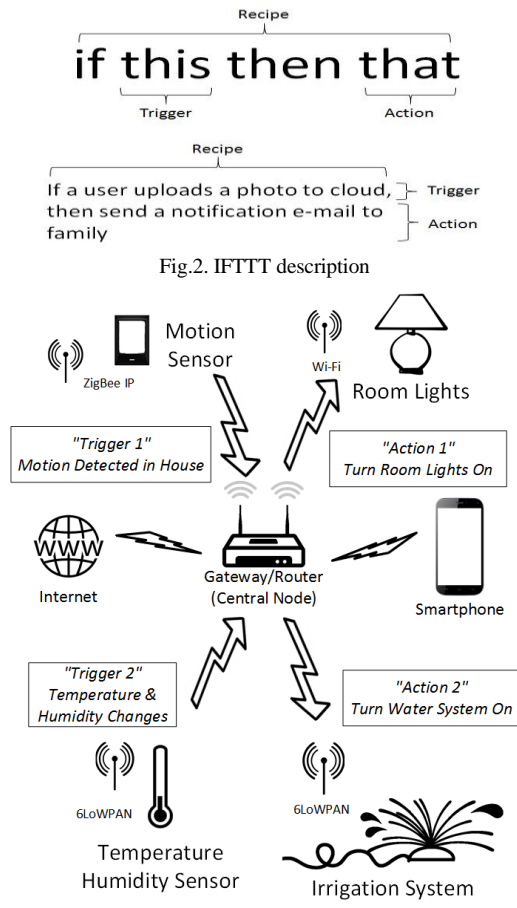 Recipe
if this then that
Trigger
Action
Recipe
If a user uploads a photo to cloud,
then send a notification e-mail to
family
Trigger
Action
Fig.2. IFTTT description
Motion
Sensor
ZigBee IP
Wi-Fi
Room Lights
"Trigger 1"
Motion Detected in House
"Action 1"
Turn Room Lights On
WWW
Internet
Gateway/Router
(Central Node)
Smartphone
"Trigger 2"
Temperature &
Humidity Changes
"Action 2"
Turn Water System On
6LoWPAN
6LoWPAN
Temperature
Humidity Sensor
Irrigation System